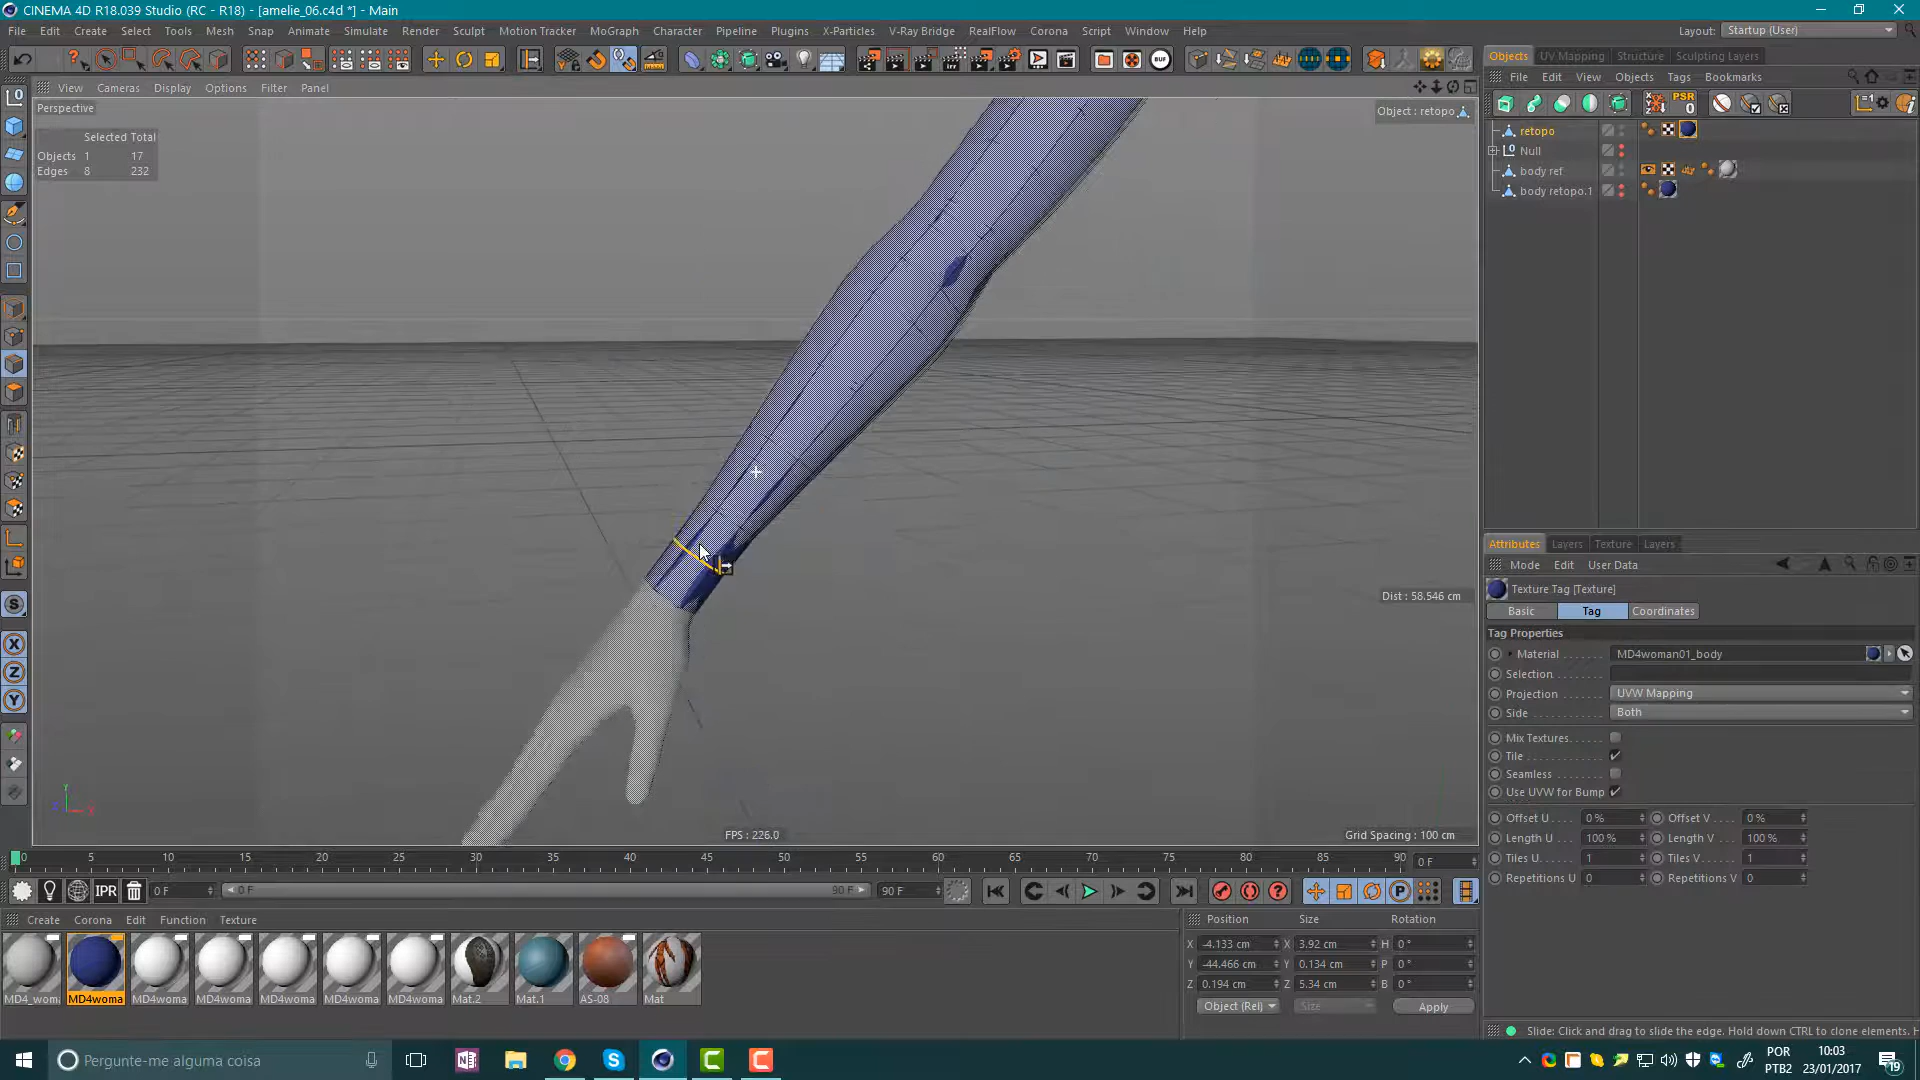 CINEMA 4D R18.039 Studio (RC - R18) - [amelie_06.c4d *] - Main
File Edit Create Select Tools Mesh Snap Animate Simulate Render Sculpt Motion Tracker MoGraph Character Pipeline Plugins X-Particles V-Ray Bridge RealFlow Corona Script Window Help
Layout: Startup (User)
Objects UV Mapping Structure Sculpting Layers
File Edit View Objects Tags Bookmarks
View Cameras Display Options Filter Panel
PSR
0
Perspective
Object : retopo
Selected Total
Objects 1 17
Edges 8 232
retopo
Null
body ref
body retopo.1
Dist : 58.546 cm
FPS : 226.0
Grid Spacing : 100 cm
Attributes Layers Texture Layers
Mode Edit User Data
Texture Tag [Texture]
Basic Tag Coordinates
Tag Properties
Material MD4woman01_body
Selection
Projection UVW Mapping
Side Both
Mix Textures
Tile
Seamless
Use UVW for Bump
Offset U 0 % Offset V 0 %
Length U 100 % Length V 100 %
Tiles U 1 Tiles V 1
Repetitions U 0 Repetitions V 0
0 5 10 15 20 25 30 35 40 45 50 55 60 65 70 75 80 85 90 0 F
IPR 0 F 0 F 90 F 90 F
Create Corona Edit Function Texture
MD4_wom MD4woma MD4woma MD4woma MD4woma MD4woma MD4woma Mat.2 Mat.1 AS-08 Mat
Position Size Rotation
X -4.133 cm X 3.92 cm H 0 °
Y -44.466 cm Y 0.134 cm P 0 °
Z 0.194 cm Z 5.34 cm B 0 °
Object (Rel) Size Apply
Slide: Click and drag to slide the edge. Hold down CTRL to clone elements. H
Pergunte-me alguma coisa
POR
PTB2
10:03
23/01/2017
19